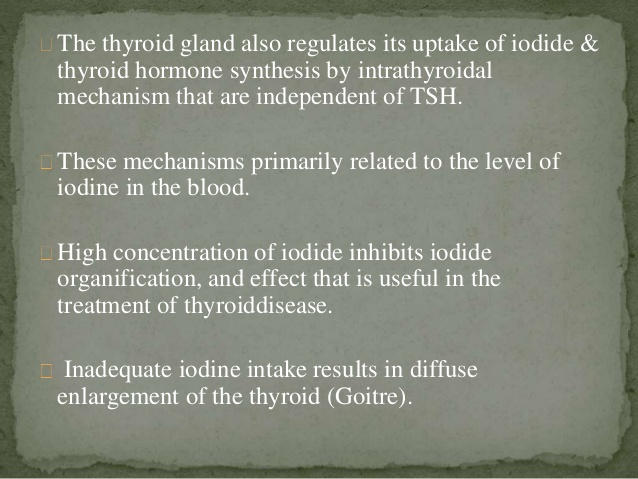 The thyroid gland also regulates its uptake of iodide &
thyroid hormone synthesis by intrathyroidal
mechanism that are independent of TSH.
These mechanisms primarily related to the level of
iodine in the blood.
High concentration of iodide inhibits iodide
organification, and effect that is useful in the
treatment of thyroiddisease.
Inadequate iodine intake results in diffuse
enlargement of the thyroid (Goitre).